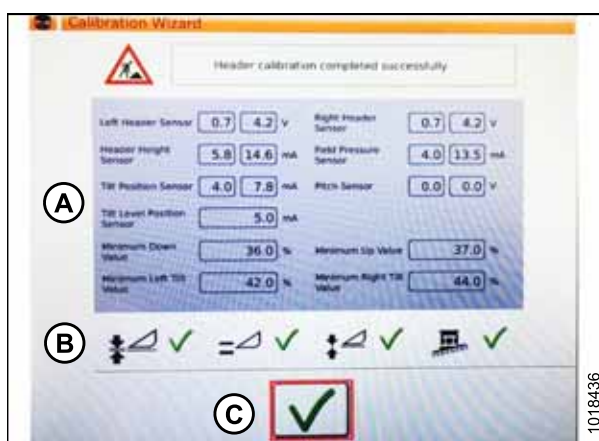 Calibration Wizard
Header calibration completed successfully
Left Header Sensor 0.7 4.2 V Right Header Sensor 0.7 4.2 V
Header Height Sensor 5.8 14.6 mA Field Pressure Sensor 4.0 13.5 mA
Tilt Position Sensor 4.0 7.8 mA Pitch Sensor 0.0 0.0 V
Tilt Level Position Sensor 5.0 mA
Minimum Down Value 36.0 % Minimum Up Value 37.0 %
Minimum Left Tilt Value 42.0 % Minimum Right Tilt Value 44.0 %
A
B
C
1018436